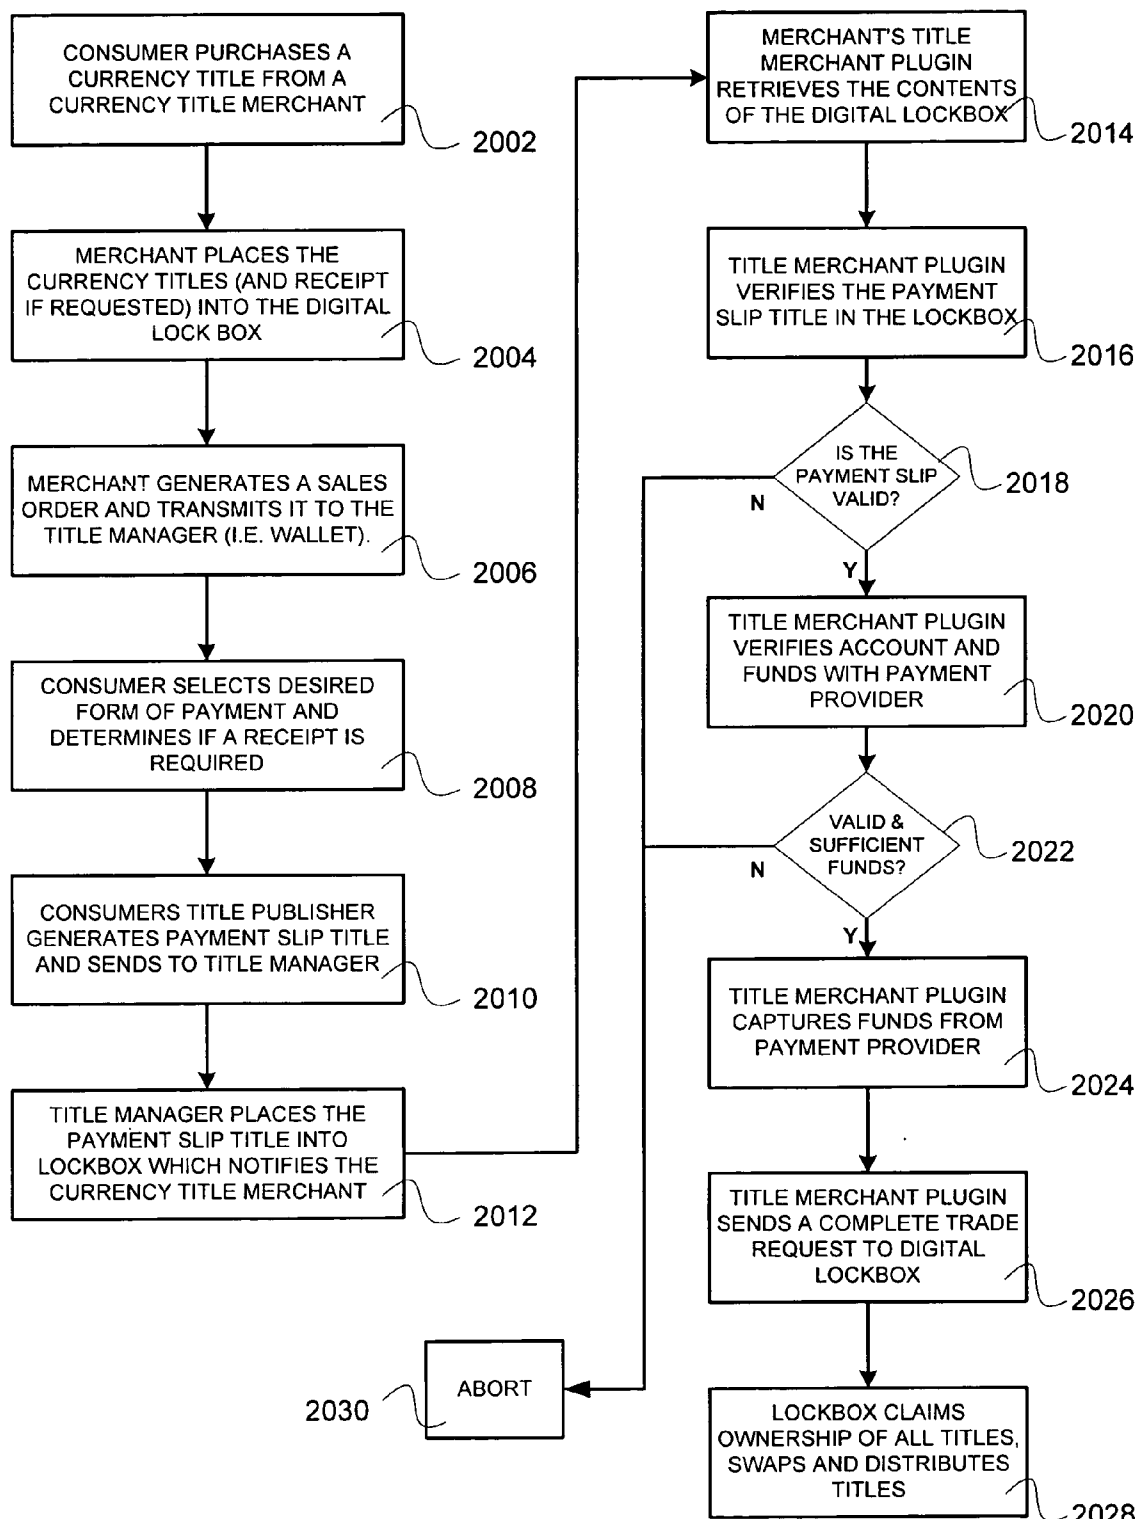 CONSUMER PURCHASES A
CURRENCY TITLE FROM A
CURRENCY TITLE MERCHANT
2002
MERCHANT PLACES THE
CURRENCY TITLES (AND RECEIPT
IF REQUESTED) INTO THE DIGITAL
LOCK BOX
2004
MERCHANT GENERATES A SALES
ORDER AND TRANSMITS IT TO THE
TITLE MANAGER (I.E. WALLET).
2006
CONSUMER SELECTS DESIRED
FORM OF PAYMENT AND
DETERMINES IF A RECEIPT IS
REQUIRED
2008
CONSUMERS TITLE PUBLISHER
GENERATES PAYMENT SLIP TITLE
AND SENDS TO TITLE MANAGER
2010
TITLE MANAGER PLACES THE
PAYMENT SLIP TITLE INTO
LOCKBOX WHICH NOTIFIES THE
CURRENCY TITLE MERCHANT
2012
MERCHANT'S TITLE
MERCHANT PLUGIN
RETRIEVES THE CONTENTS
OF THE DIGITAL LOCKBOX
2014
TITLE MERCHANT PLUGIN
VERIFIES THE PAYMENT
SLIP TITLE IN THE LOCKBOX
2016
IS THE
PAYMENT SLIP
VALID?
2018
N
Y
TITLE MERCHANT PLUGIN
VERIFIES ACCOUNT AND
FUNDS WITH PAYMENT
PROVIDER
2020
VALID &
SUFFICIENT
FUNDS?
2022
N
Y
TITLE MERCHANT PLUGIN
CAPTURES FUNDS FROM
PAYMENT PROVIDER
2024
TITLE MERCHANT PLUGIN
SENDS A COMPLETE TRADE
REQUEST TO DIGITAL
LOCKBOX
2026
LOCKBOX CLAIMS
OWNERSHIP OF ALL TITLES,
SWAPS AND DISTRIBUTES
TITLES
2028
ABORT
2030